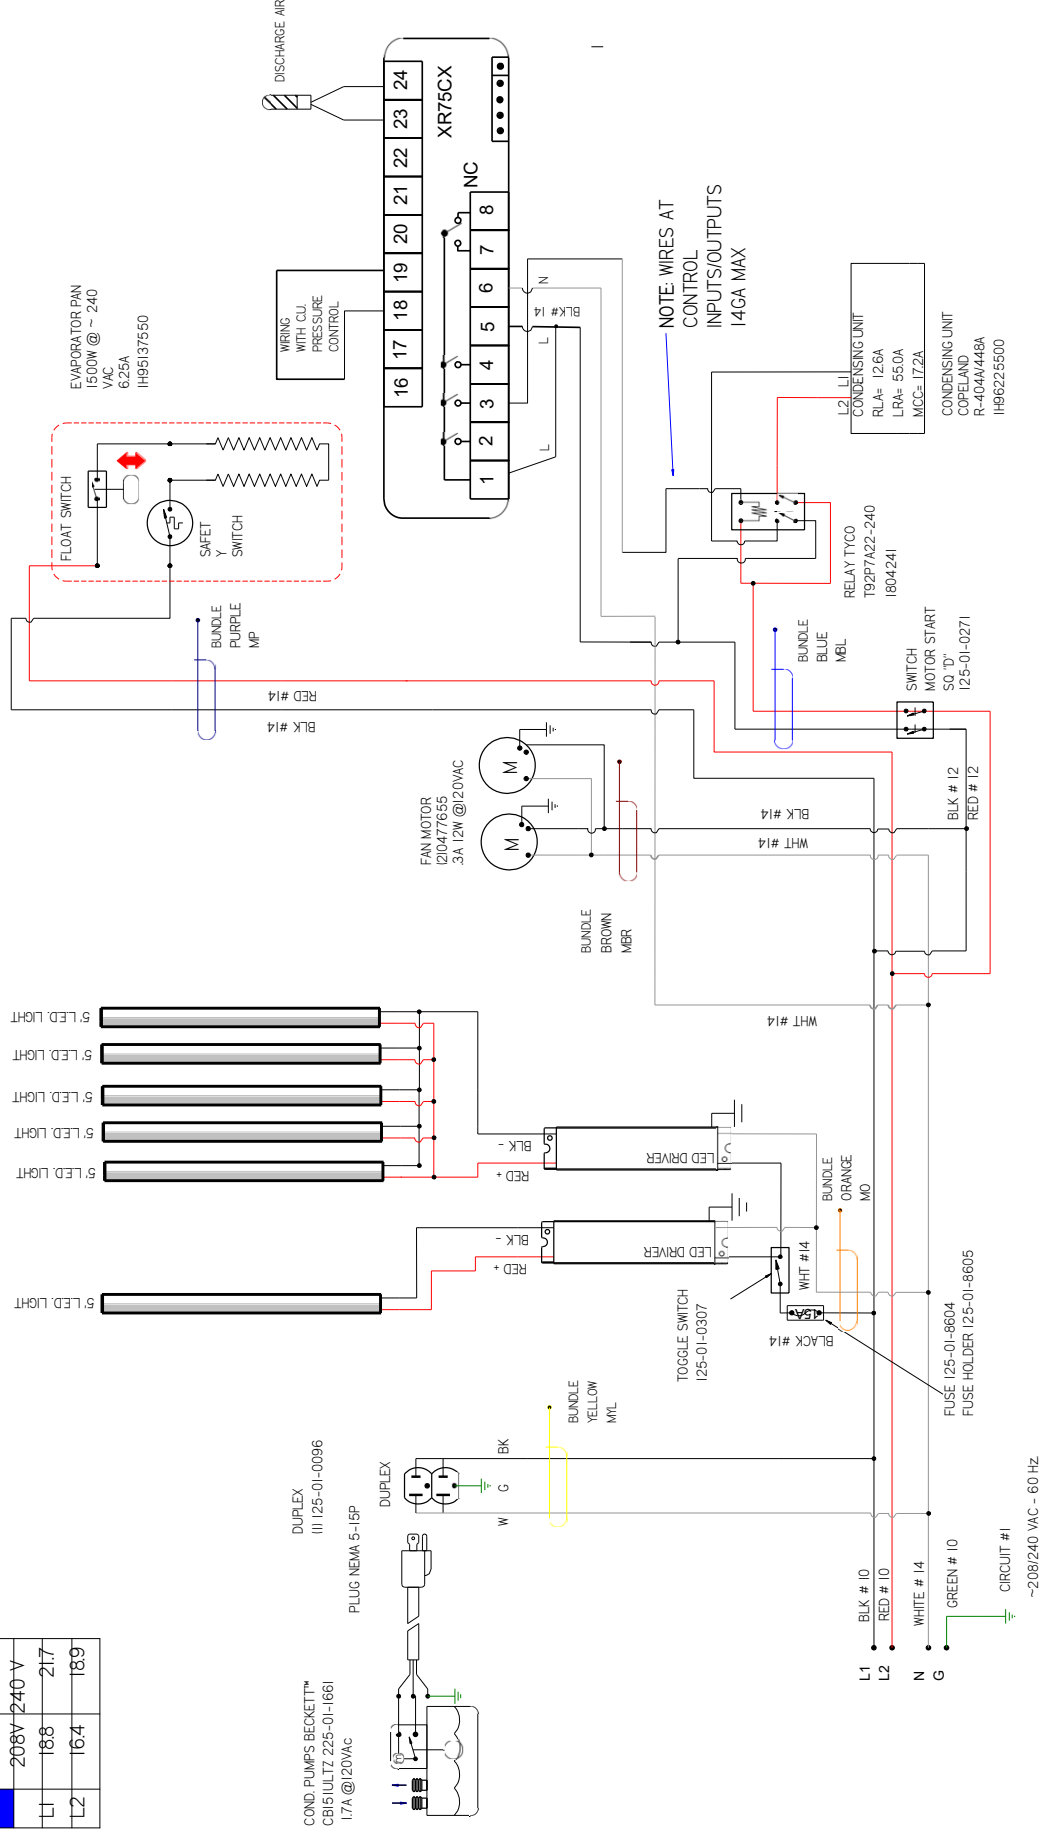 208V 240 V
L1 18.8 21.7
L2 16.4 18.9
COND. PUMPS BECKETT™
CB151ULTZ 225-01-1661
1.7A @120VAc
PLUG NEMA 5-15P
DUPLEX
(1) 125-01-0096
DUPLEX
W
G
BK
BUNDLE
YELLOW
MYL
5' L.E.D. LIGHT
5' L.E.D. LIGHT
5' L.E.D. LIGHT
5' L.E.D. LIGHT
5' L.E.D. LIGHT
5' L.E.D. LIGHT
RED +
BLK -
LED DRIVER
RED +
BLK -
LED DRIVER
TOGGLE SWITCH
125-01-0307
15A
BLACK #14
WHT #14
BUNDLE
ORANGE
MO
FUSE 125-01-8604
FUSE HOLDER 125-01-8605
L1
L2
N
G
BLK # 10
RED # 10
WHITE # 14
GREEN # 10
CIRCUIT #1
~208/240 VAC - 60 HZ
FAN MOTOR
1210477655
.3A 12W @120VAC
M
M
BUNDLE
BROWN
MBR
WHT #14
BLK #14
WHT #14
BLK # 12
RED # 12
SWITCH
MOTOR START
SQ "D"
125-01-0271
BUNDLE
BLUE
MBL
BUNDLE
PURPLE
MP
RED #14
BLK #14
FLOAT SWITCH
SAFET
Y
SWITCH
EVAPORATOR PAN
1500W @ ~ 240
VAC
6.25A
1H95137550
WIRING
WITH C.U.
PRESSURE
CONTROL
DISCHARGE AIR
XR75CX
16 17 18 19 20 21 22 23 24
NC
1 2 3 4 5 6 7 8
L
L
BLK# 14
N
NOTE: WIRES AT
CONTROL
INPUTS/OUTPUTS
14GA MAX
RELAY TYCO
T92P7A22-240
1804241
L2 L1
CONDENSING UNIT
RLA= 12.6A
LRA= 55.0A
MCC= 17.2A
CONDENSING UNIT
COPELAND
R-404A/448A
1H96225500